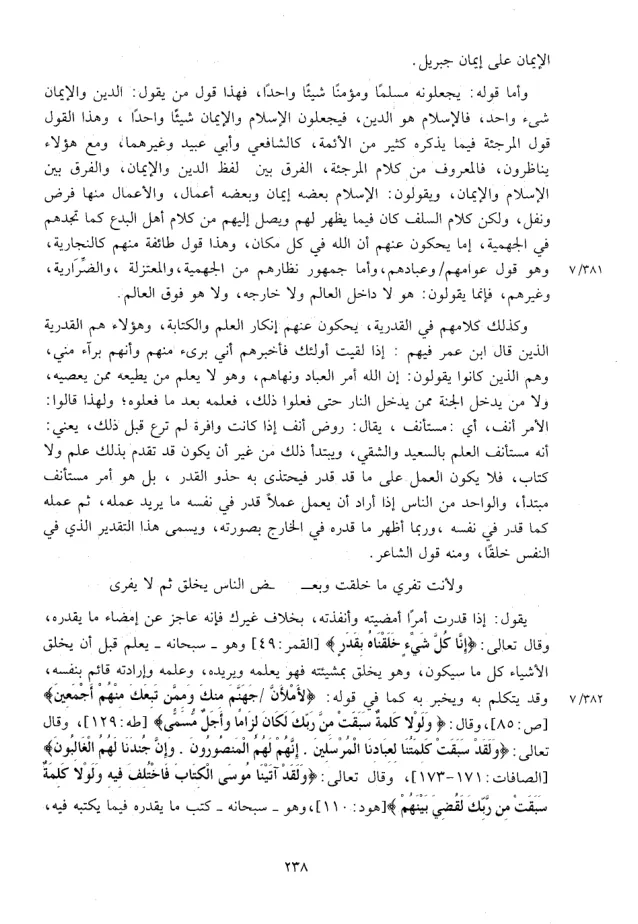 الإيمان على إيمان جبريل.
وأما قوله: يجعلونه مسلمًا ومؤمنًا شيئًا واحدًا، فهذا قول من يقول: الدين والإيمان
شىء واحد، فالإسلام هو الدين، فيجعلون الإسلام والإيمان شيئًا واحدًا ، وهذا القول
قول المرجئة فيما يذكره كثير من الأئمة، كالشافعي وأبي عبيد وغيرهما، ومع هؤلاء
يناظرون، فالمعروف من كلام المرجئة، الفرق بين لفظ الدين والإيمان، والفرق بين
الإسلام والإيمان، ويقولون: الإسلام بعضه إيمان وبعضه أعمال، والأعمال منها فرض
ونفل، ولكن كلام السلف كان فيما يظهر لهم ويصل إليهم من كلام أهل البدع كما تجدهم
في الجهمية، إما يحكون عنهم أن الله في كل مكان، وهذا قول طائفة منهم كالنجارية،
وهو قول عوامهم/وعبادهم،وأما جمهور نظارهم من الجهمية،والمعتزلة ،والضِّرَارية، ٧/٣٨١
وغيرهم، فإنما يقولون: هو لا داخل العالم ولا خارجه، ولا هو فوق العالم.
وكذلك كلامهم في القدرية، يحكون عنهم إنكار العلم والكتابة، وهؤلاء هم القدرية
الذين قال ابن عمر فيهم : إذا لقيت أولئك فأخبرهم أني برىء منهم وأنهم برآء مني،
وهم الذين كانوا يقولون: إن الله أمر العباد ونهاهم، وهو لا يعلم من يطيعه ممن يعصيه،
ولا من يدخل الجنة ممن يدخل النار حتى فعلوا ذلك، فعلمه بعد ما فعلوه؛ ولهذا قالوا:
الأمر أنف، أي :مستأنف ، يقال: روض أنف إذا كانت وافرة لم ترع قبل ذلك، يعني:
أنه مستأنف العلم بالسعيد والشقي، ويبتدأ ذلك من غير أن يكون قد تقدم بذلك علم ولا
كتاب، فلا يكون العمل على ما قد قدر فيحتذى به حذو القدر ، بل هو أمر مستأنف
مبتدأ، والواحد من الناس إذا أراد أن يعمل عملاً قدر في نفسه ما يريد عمله، ثم عمله
كما قدر في نفسه ،وربما أظهر ما قدره في الخارج بصورته، ويسمى هذا التقدير الذي في
النفس خلقًا، ومنه قول الشاعر.
ولأنت تفري ما خلقت وبعـ ـض الناس يخلق ثم لا يفرى
يقول: إذا قدرت أمرًا أمضيته وأنفذته، بخلاف غيرك فإنه عاجز عن إمضاء ما يقدره،
وقال تعالى: ﴿إِنَّا كُلَّ شَيْءٍ خَلَقْنَاهُ بِقَدَرٍ﴾ [القمر:٤٩] وهو ـ سبحانه ـ يعلم قبل أن يخلق
الأشياء كل ما سيكون، وهو يخلق بمشيئته فهو يعلمه ويريده، وعلمه وإرادته قائم بنفسه،
وقد يتكلم به ويخبر به كما في قوله: ﴿لأَمْلأَنَّ /جَهَنَّمَ مِنكَ وَمِمَّن تَبِعَكَ مِنْهُمْ أَجْمَعِينَ﴾ ٧/٣٨٢
[ص:٨٥]،وقال: ﴿ وَلَوْلا كَلِمَةٌ سَبَقَتْ مِن رَّبِّكَ لَكَانَ لِزَامًا وَأَجَلٌ مُّسَمًّى﴾ [طه:١٢٩]، وقال
تعالى: ﴿وَلَقَدْ سَبَقَتْ كَلِمَتُنَا لِعِبَادِنَا الْمُرْسَلِينَ . إِنَّهُمْ لَهُمُ الْمَنصُورُونَ . وَإِنَّ جُندَنَا لَهُمُ الْغَالِبُونَ﴾
[الصافات:١٧١-١٧٣]، وقال تعالى: ﴿وَلَقَدْ آتَيْنَا مُوسَى الْكِتَابَ فَاخْتُلِفَ فِيهِ وَلَوْلا كَلِمَةٌ
سَبَقَتْ مِن رَّبِّكَ لَقُضِيَ بَيْنَهُمْ ﴾[هود:١١٠]،وهو ـ سبحانه ـ كتب ما يقدره فيما يكتبه فيه،
٢٣٨